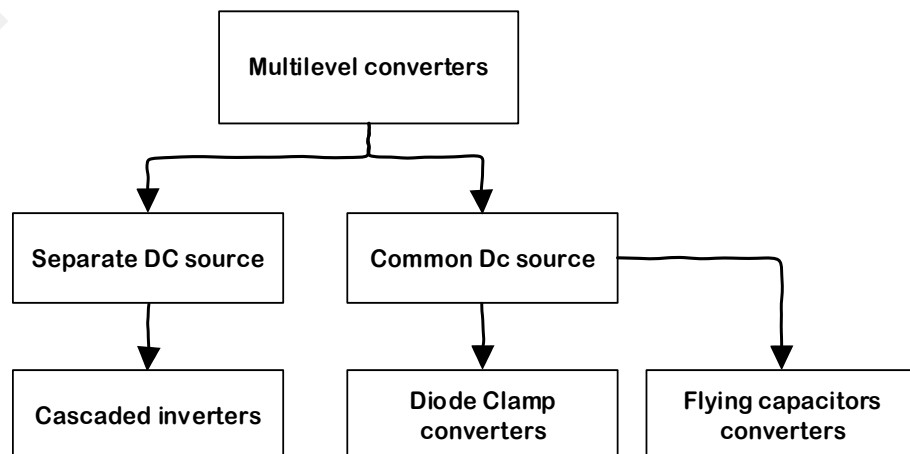 Multilevel converters
Separate DC source
Common Dc source
Cascaded inverters
Diode Clamp
converters
Flying capacitors
converters